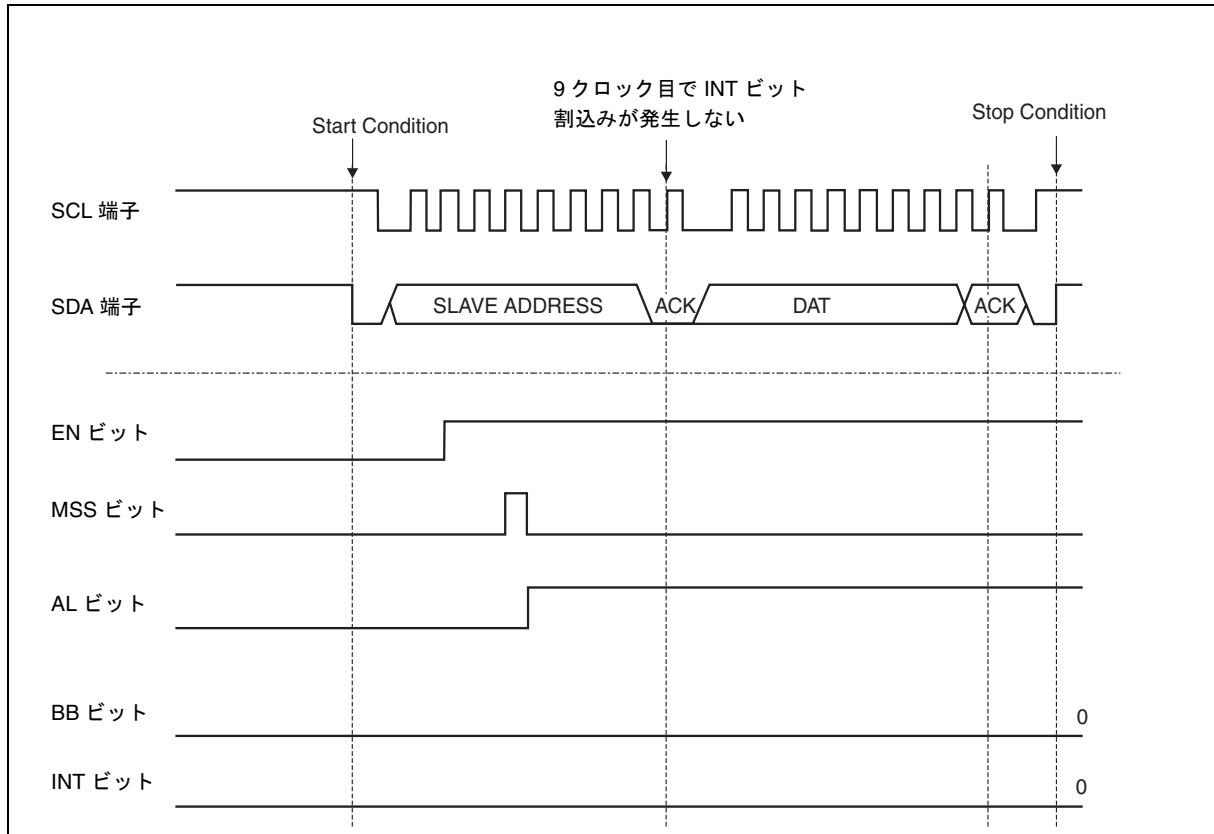 9 クロック目で INT ビット
割込みが発生しない
Start Condition
Stop Condition
SCL 端子
SDA 端子
SLAVE ADDRESS
ACK
DAT
ACK
EN ビット
MSS ビット
AL ビット
BB ビット
0
INT ビット
0